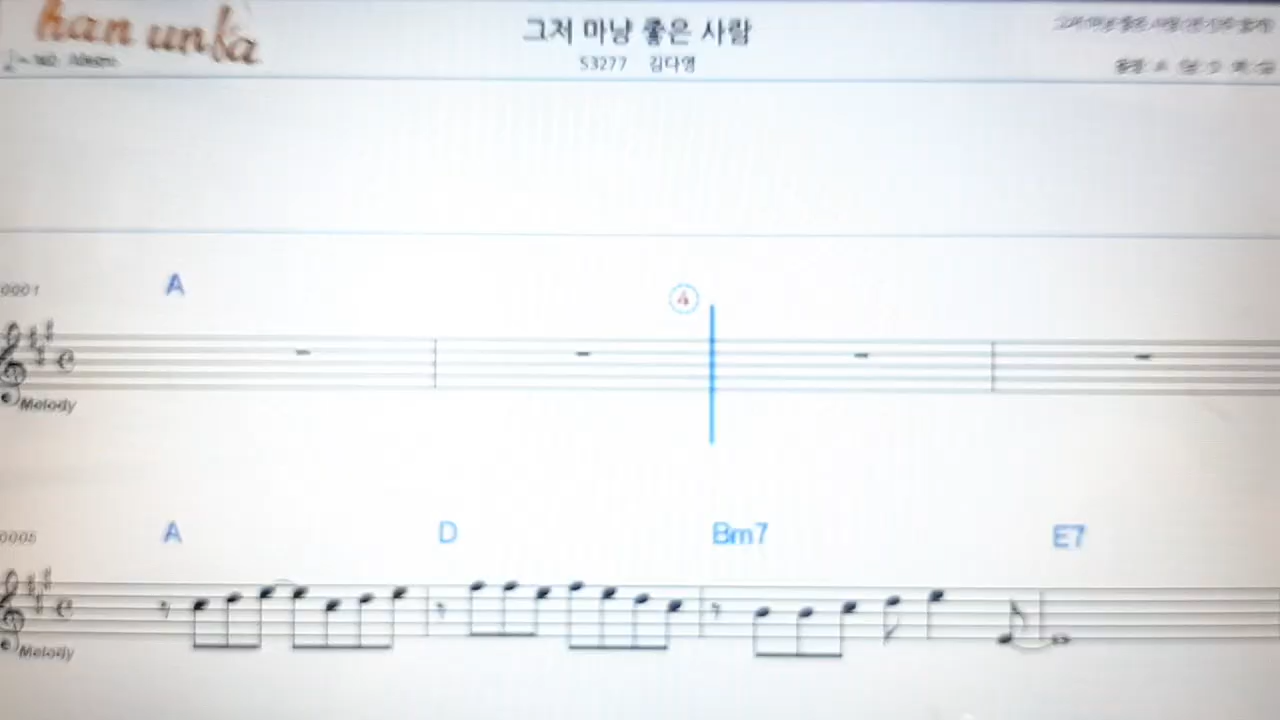 han unka
그저 마냥 좋은 사람
53277 김다영
0001
A
4
Melody
0005
A D Bm7 E7
Melody